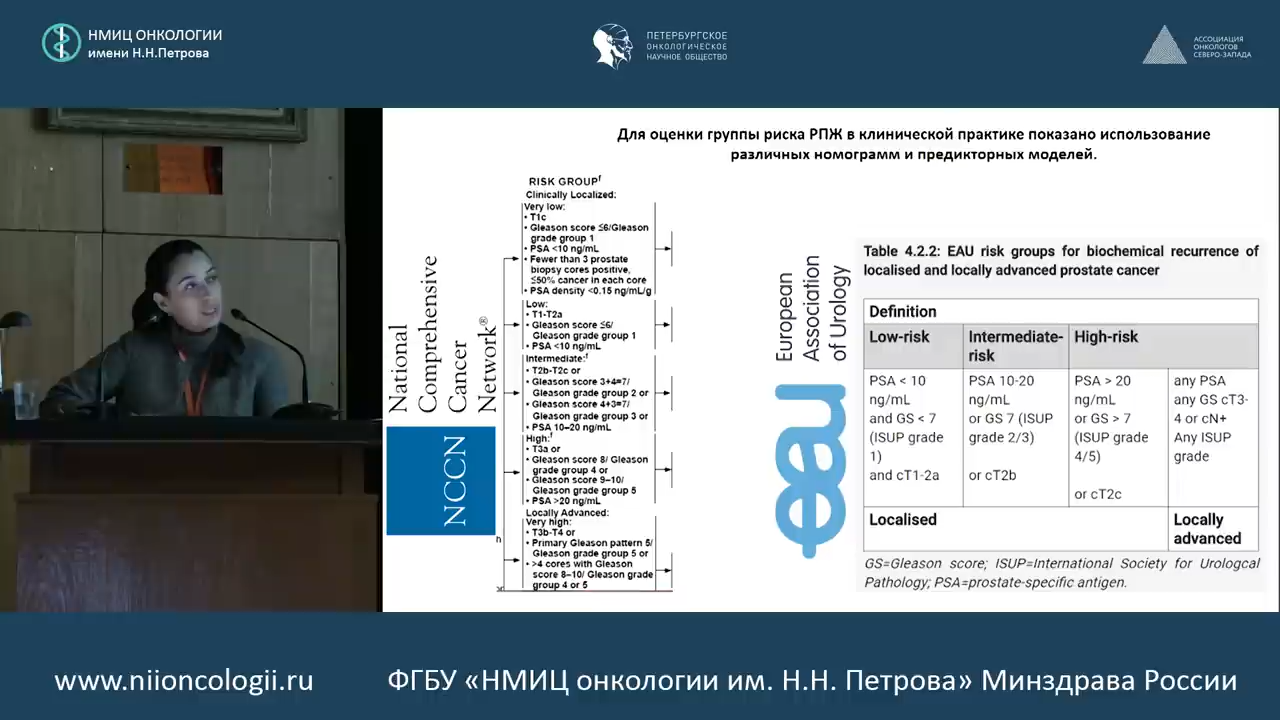 НМИЦ ОНКОЛОГИИ
имени Н.Н.Петрова
ПЕТЕРБУРГСКОЕ
ОНКОЛОГИЧЕСКОЕ
НАУЧНОЕ ОБЩЕСТВО
АССОЦИАЦИЯ
ОНКОЛОГОВ
СЕВЕРО-ЗАПАДА
Для оценки группы риска РПЖ в клинической практике показано использование
различных номограмм и предикторных моделей.
National
Comprehensive
Cancer
Network®
NCCN
RISK GROUPᶠ
Clinically Localized:
Very low:
• T1c
• Gleason score ≤6/Gleason
grade group 1
• PSA <10 ng/mL
• Fewer than 3 prostate
biopsy cores positive,
≤50% cancer in each core
• PSA density <0.15 ng/mL/g
Low:
• T1-T2a
• Gleason score ≤6/
Gleason grade group 1
• PSA <10 ng/mL
Intermediate:ᶠ
• T2b-T2c or
• Gleason score 3+4=7/
Gleason grade group 2 or
• Gleason score 4+3=7/
Gleason grade group 3 or
• PSA 10–20 ng/mL
High:ᶠ
• T3a or
• Gleason score 8/ Gleason
grade group 4 or
• Gleason score 9–10/
Gleason grade group 5
• PSA >20 ng/mL
Locally Advanced:
Very high:
• T3b-T4 or
• Primary Gleason pattern 5/
Gleason grade group 5 or
• >4 cores with Gleason
score 8–10/ Gleason grade
group 4 or 5
h
European
Association
of Urology
eau
Table 4.2.2: EAU risk groups for biochemical recurrence of
localised and locally advanced prostate cancer
Definition
Low-risk
Intermediate-
risk
High-risk
PSA < 10
ng/mL
and GS < 7
(ISUP grade
1)
and cT1-2a
PSA 10-20
ng/mL
or GS 7 (ISUP
grade 2/3)
or cT2b
PSA > 20
ng/mL
or GS > 7
(ISUP grade
4/5)
or cT2c
any PSA
any GS cT3-
4 or cN+
Any ISUP
grade
Localised
Locally
advanced
GS=Gleason score; ISUP=International Society for Urologcal
Pathology; PSA=prostate-specific antigen.
www.niioncologii.ru
ФГБУ «НМИЦ онкологии им. Н.Н. Петрова» Минздрава России